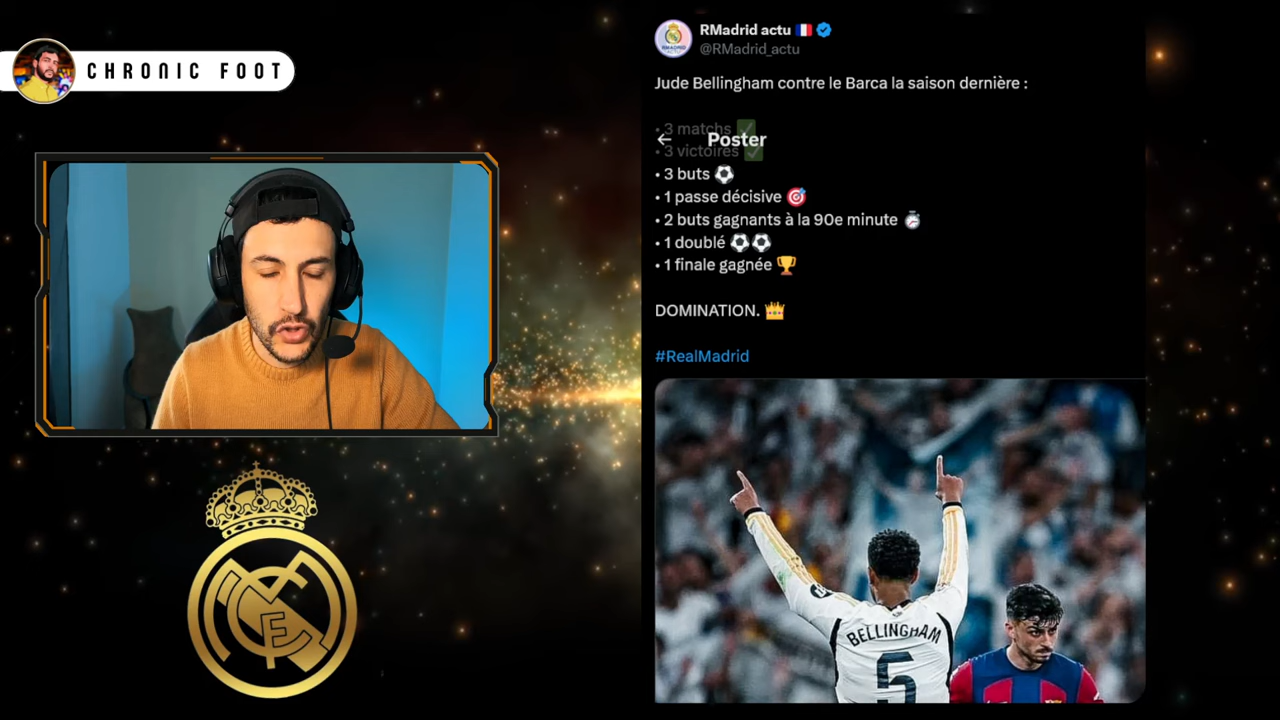 CHRONIC FOOT
RMadrid actu
@RMadrid_actu
Jude Bellingham contre le Barca la saison dernière :
• 3 matchs ✅
Poster
• 3 victoires ✅
• 3 buts ⚽
• 1 passe décisive 🎯
• 2 buts gagnants à la 90e minute ⏱️
• 1 doublé ⚽⚽
• 1 finale gagnée 🏆
DOMINATION. 👑
#RealMadrid
BELLINGHAM
5